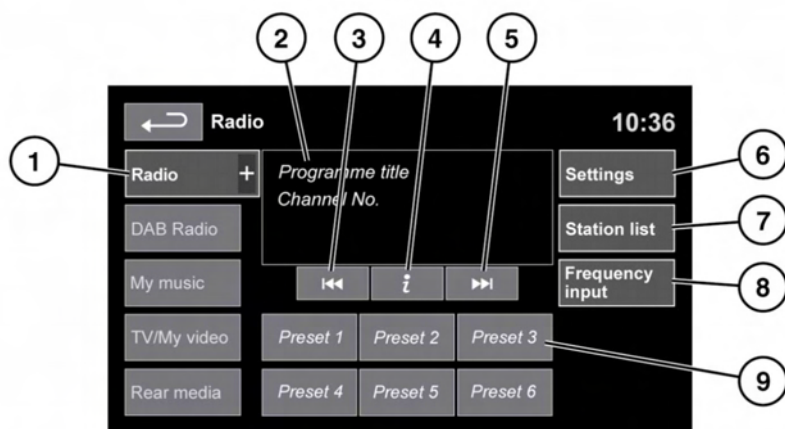 2 3 4 5
Radio 10:36
1 Radio + Programme title Settings 6
Channel No.
DAB Radio Station list 7
My music i Frequency input 8
TV/My video Preset 1 Preset 2 Preset 3
Rear media Preset 4 Preset 5 Preset 6 9